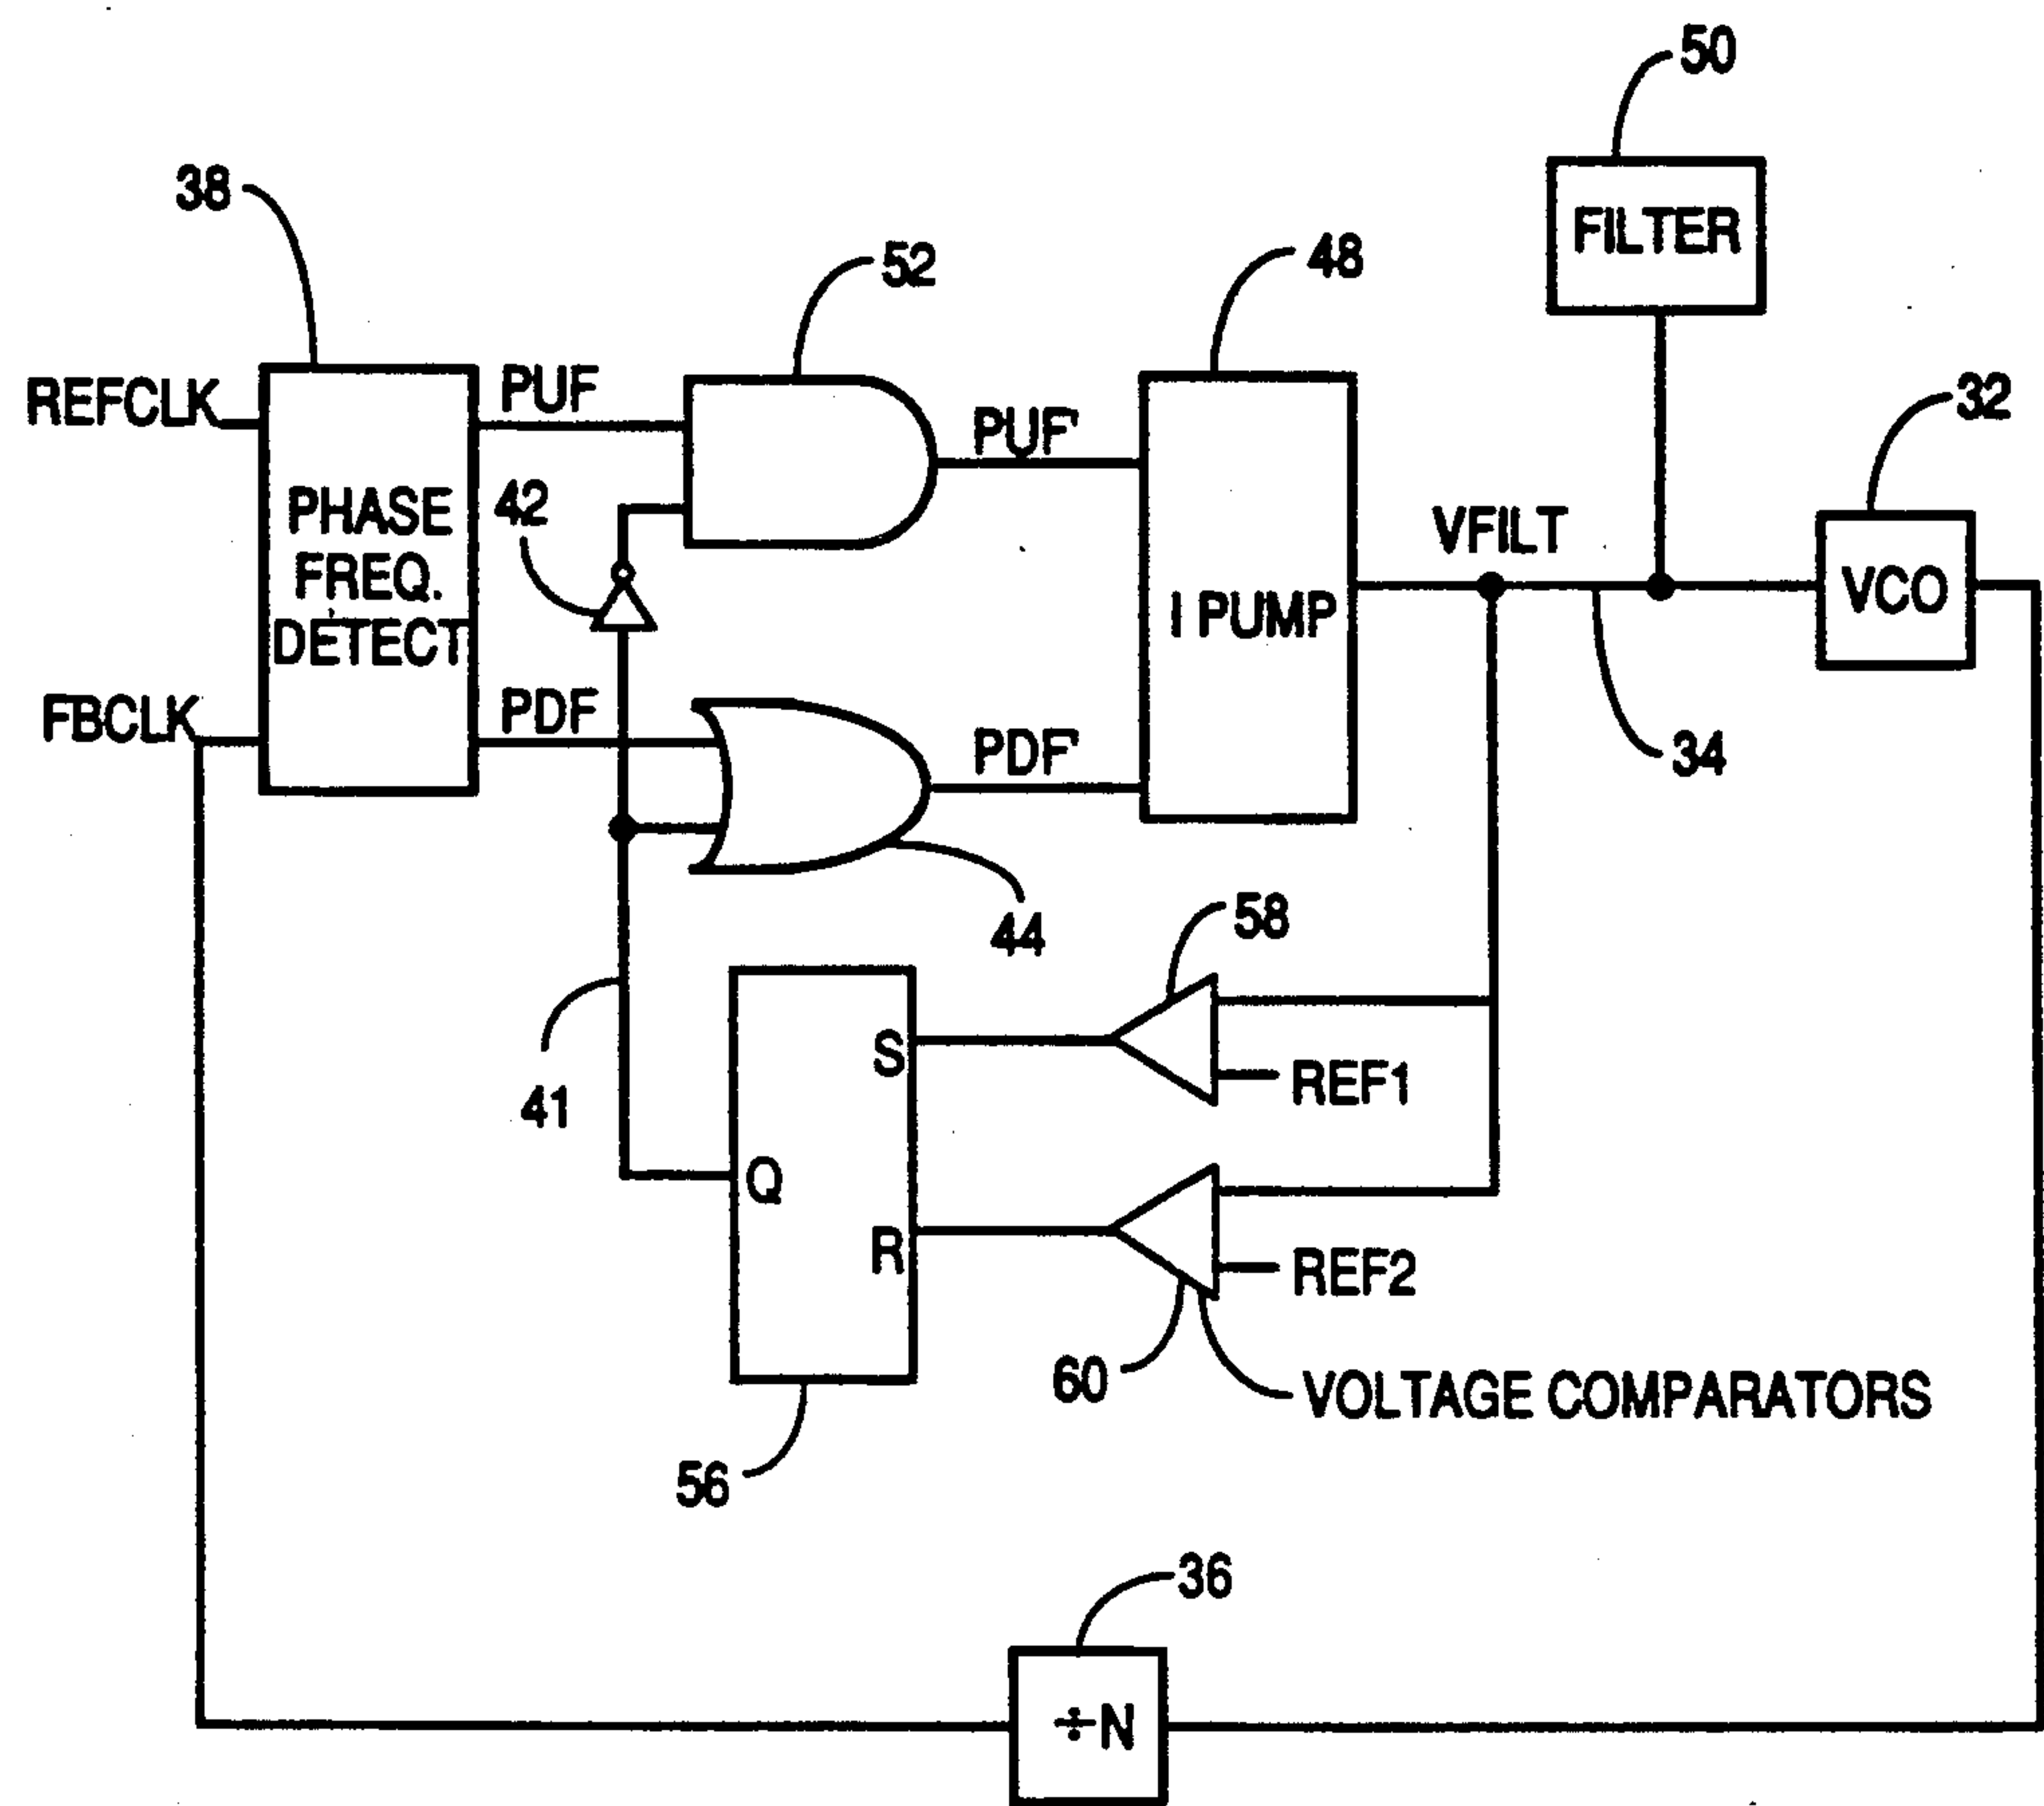 50
38
52
48
FILTER
REFCLK
PUF
32
PUF'
42
PHASE
FREQ.
DETECT
VFILT
I PUMP
VCO
FBCLK
PDF
PDF'
34
44
58
S
REF1
41
Q
R
REF2
60
VOLTAGE COMPARATORS
56
36
÷N